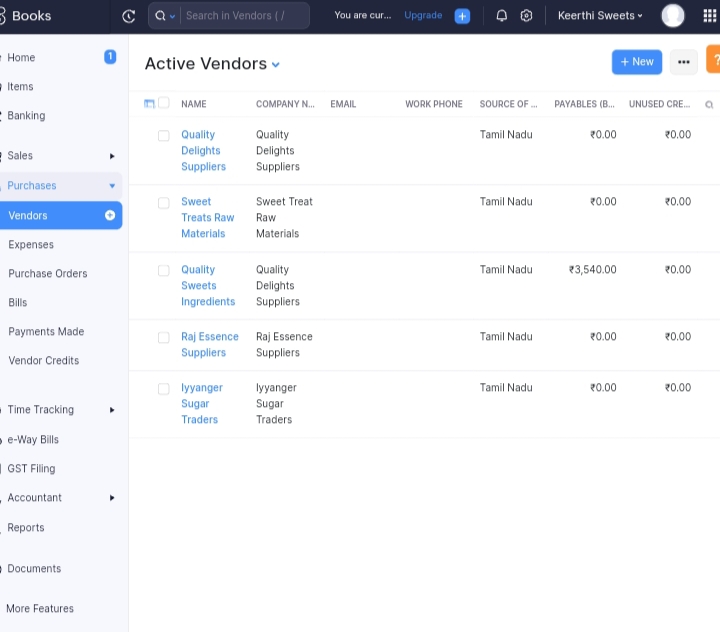 Books
Search in Vendors ( /
You are cur...
Upgrade
Keerthi Sweets
Home
1
Items
Banking
Sales
Purchases
Vendors
Expenses
Purchase Orders
Bills
Payments Made
Vendor Credits
Time Tracking
e-Way Bills
GST Filing
Accountant
Reports
Documents
More Features
Active Vendors
+ New
?
NAME COMPANY N... EMAIL WORK PHONE SOURCE OF ... PAYABLES (B... UNUSED CRE...
Quality Quality Tamil Nadu ₹0.00 ₹0.00
Delights Delights
Suppliers Suppliers
Sweet Sweet Treat Tamil Nadu ₹0.00 ₹0.00
Treats Raw Raw
Materials Materials
Quality Quality Tamil Nadu ₹3,540.00 ₹0.00
Sweets Delights
Ingredients Suppliers
Raj Essence Raj Essence Tamil Nadu ₹0.00 ₹0.00
Suppliers Suppliers
Iyyanger Iyyanger Tamil Nadu ₹0.00 ₹0.00
Sugar Sugar
Traders Traders